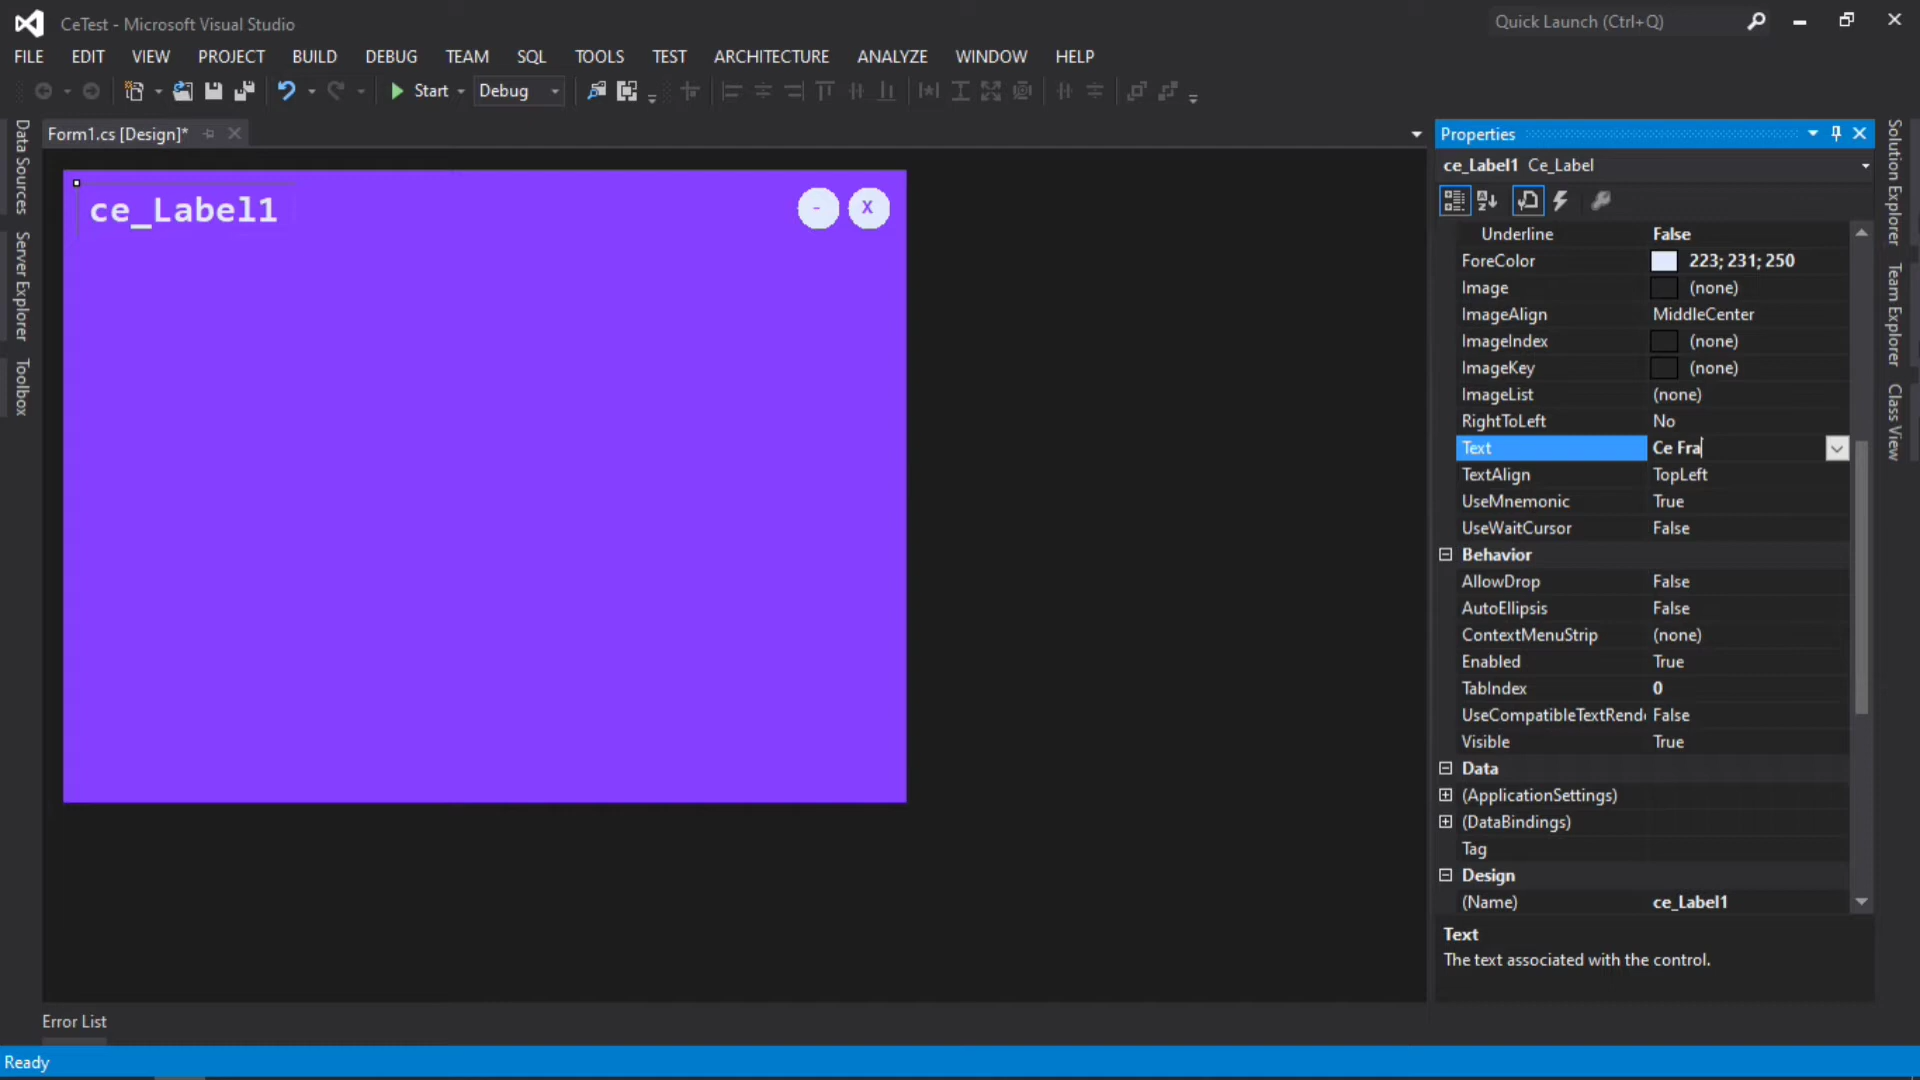 CeTest - Microsoft Visual Studio
Quick Launch (Ctrl+Q)
FILE EDIT VIEW PROJECT BUILD DEBUG TEAM SQL TOOLS TEST ARCHITECTURE ANALYZE WINDOW HELP
Start Debug
Data Sources
Server Explorer
Toolbox
Form1.cs [Design]*
ce_Label1
- X
Properties
ce_Label1 Ce_Label
Underline False
ForeColor 223; 231; 250
Image (none)
ImageAlign MiddleCenter
ImageIndex (none)
ImageKey (none)
ImageList (none)
RightToLeft No
Text Ce Fra
TextAlign TopLeft
UseMnemonic True
UseWaitCursor False
Behavior
AllowDrop False
AutoEllipsis False
ContextMenuStrip (none)
Enabled True
TabIndex 0
UseCompatibleTextRend False
Visible True
Data
(ApplicationSettings)
(DataBindings)
Tag
Design
(Name) ce_Label1
Text
The text associated with the control.
Solution Explorer
Team Explorer
Class View
Error List
Ready